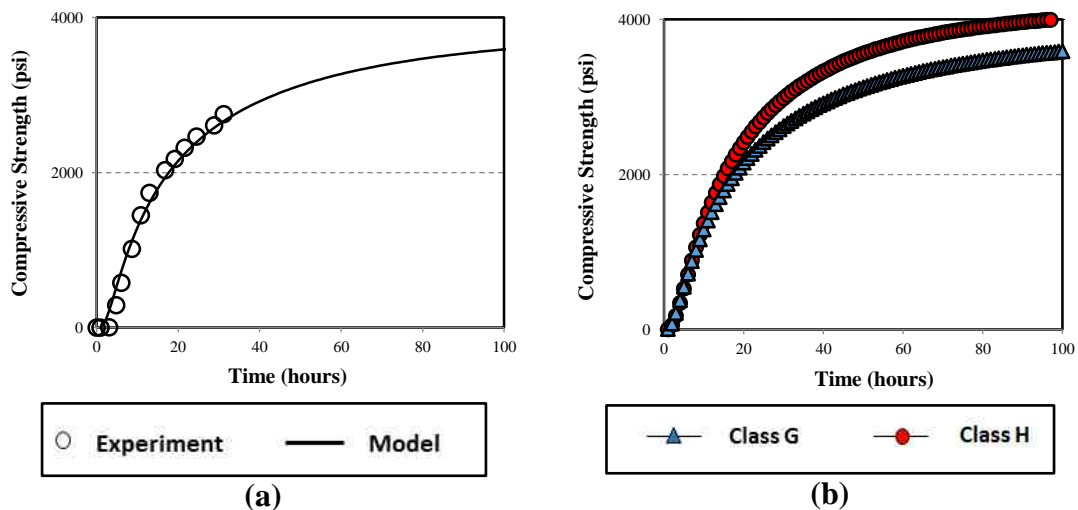 4000
2000
0
0 20 40 60 80 100
Compressive Strength (psi)
Time (hours)
Experiment Model
(a)
4000
2000
0
0 20 40 60 80 100
Compressive Strength (psi)
Time (hours)
Class G Class H
(b)